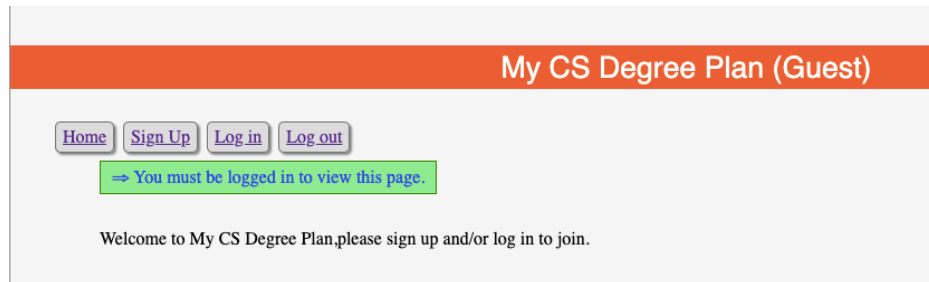 My CS Degree Plan (Guest)
Home Sign Up Log in Log out
⇒ You must be logged in to view this page.
Welcome to My CS Degree Plan,please sign up and/or log in to join.